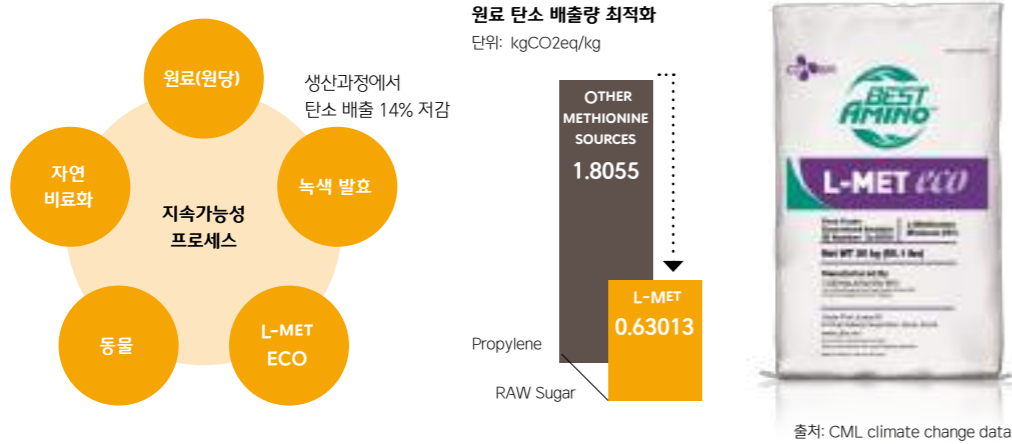 원료(원당)
생산과정에서
탄소 배출 14% 저감
녹색 발효
L-MET
ECO
동물
자연
비료화
지속가능성
프로세스
원료 탄소 배출량 최적화
단위: kgCO2eq/kg
OTHER
METHIONINE
SOURCES
1.8055
L-MET
0.63013
Propylene
RAW Sugar
BEST
AMINO
L-MET eco
출처: CML climate change data